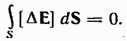 ∫_S [ΔE] dS = 0.